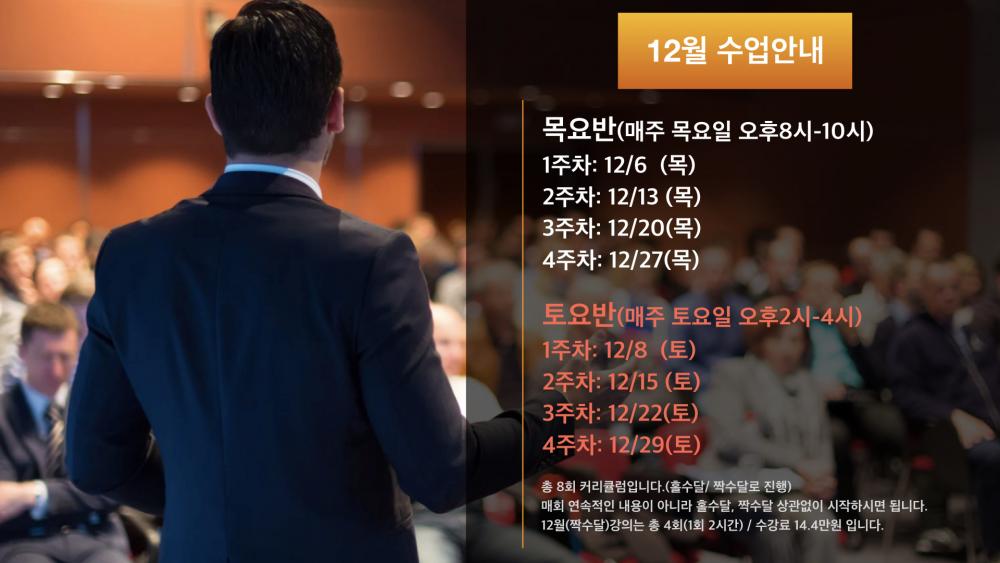 12월 수업안내
목요반(매주 목요일 오후8시-10시)
1주차: 12/6 (목)
2주차: 12/13 (목)
3주차: 12/20(목)
4주차: 12/27(목)
토요반(매주 토요일 오후2시-4시)
1주차: 12/8 (토)
2주차: 12/15 (토)
3주차: 12/22(토)
4주차: 12/29(토)
총 8회 커리큘럼입니다.(홀수달/ 짝수달로 진행)
매회 연속적인 내용이 아니라 홀수달, 짝수달 상관없이 시작하시면 됩니다.
12월(짝수달)강의는 총 4회(1회 2시간) / 수강료 14.4만원 입니다.